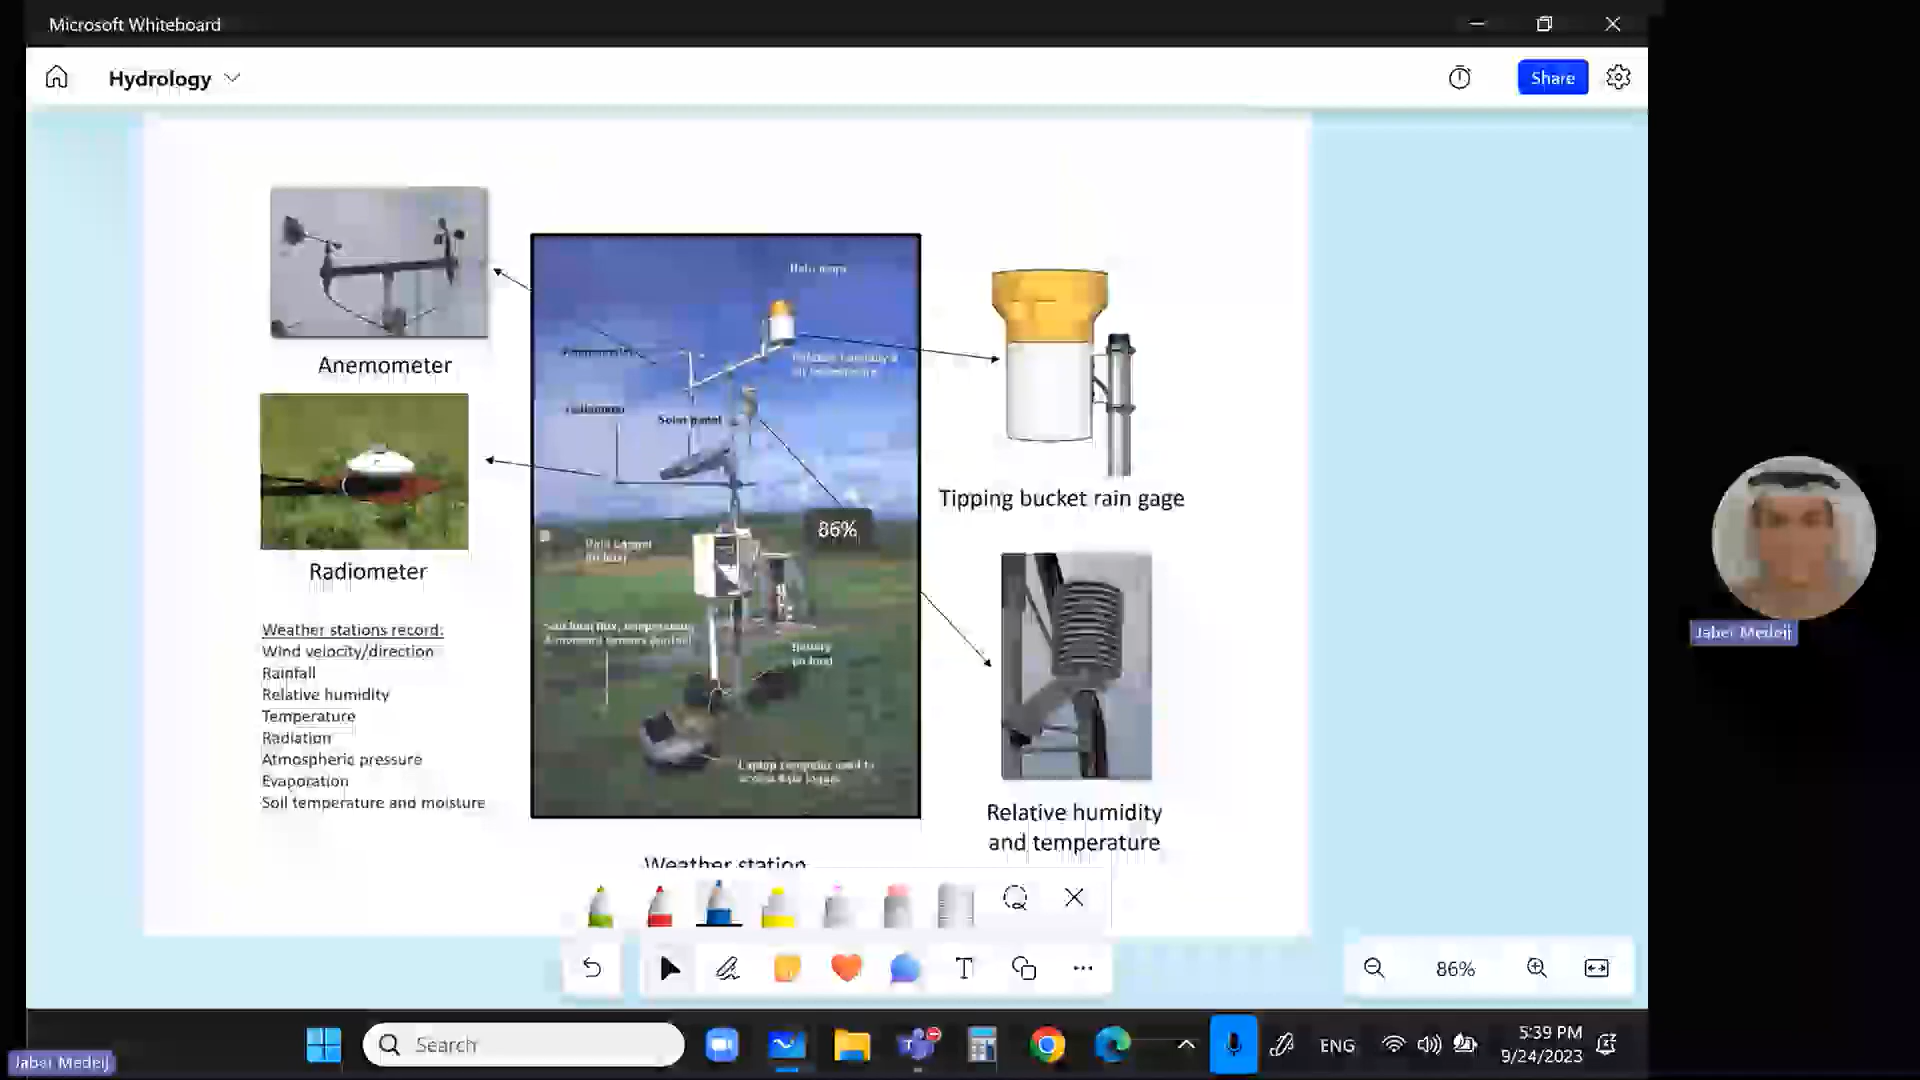 Microsoft Whiteboard
Hydrology
Share
Anemometer
Radiometer
Weather stations record:
Wind velocity/direction
Rainfall
Relative humidity
Temperature
Radiation
Atmospheric pressure
Evaporation
Soil temperature and moisture
Solar panel
86%
Tipping bucket rain gage
Relative humidity
and temperature
Weather station
86%
Jaber Medeij
Search
ENG
5:39 PM
9/24/2023
Jaber Medeij